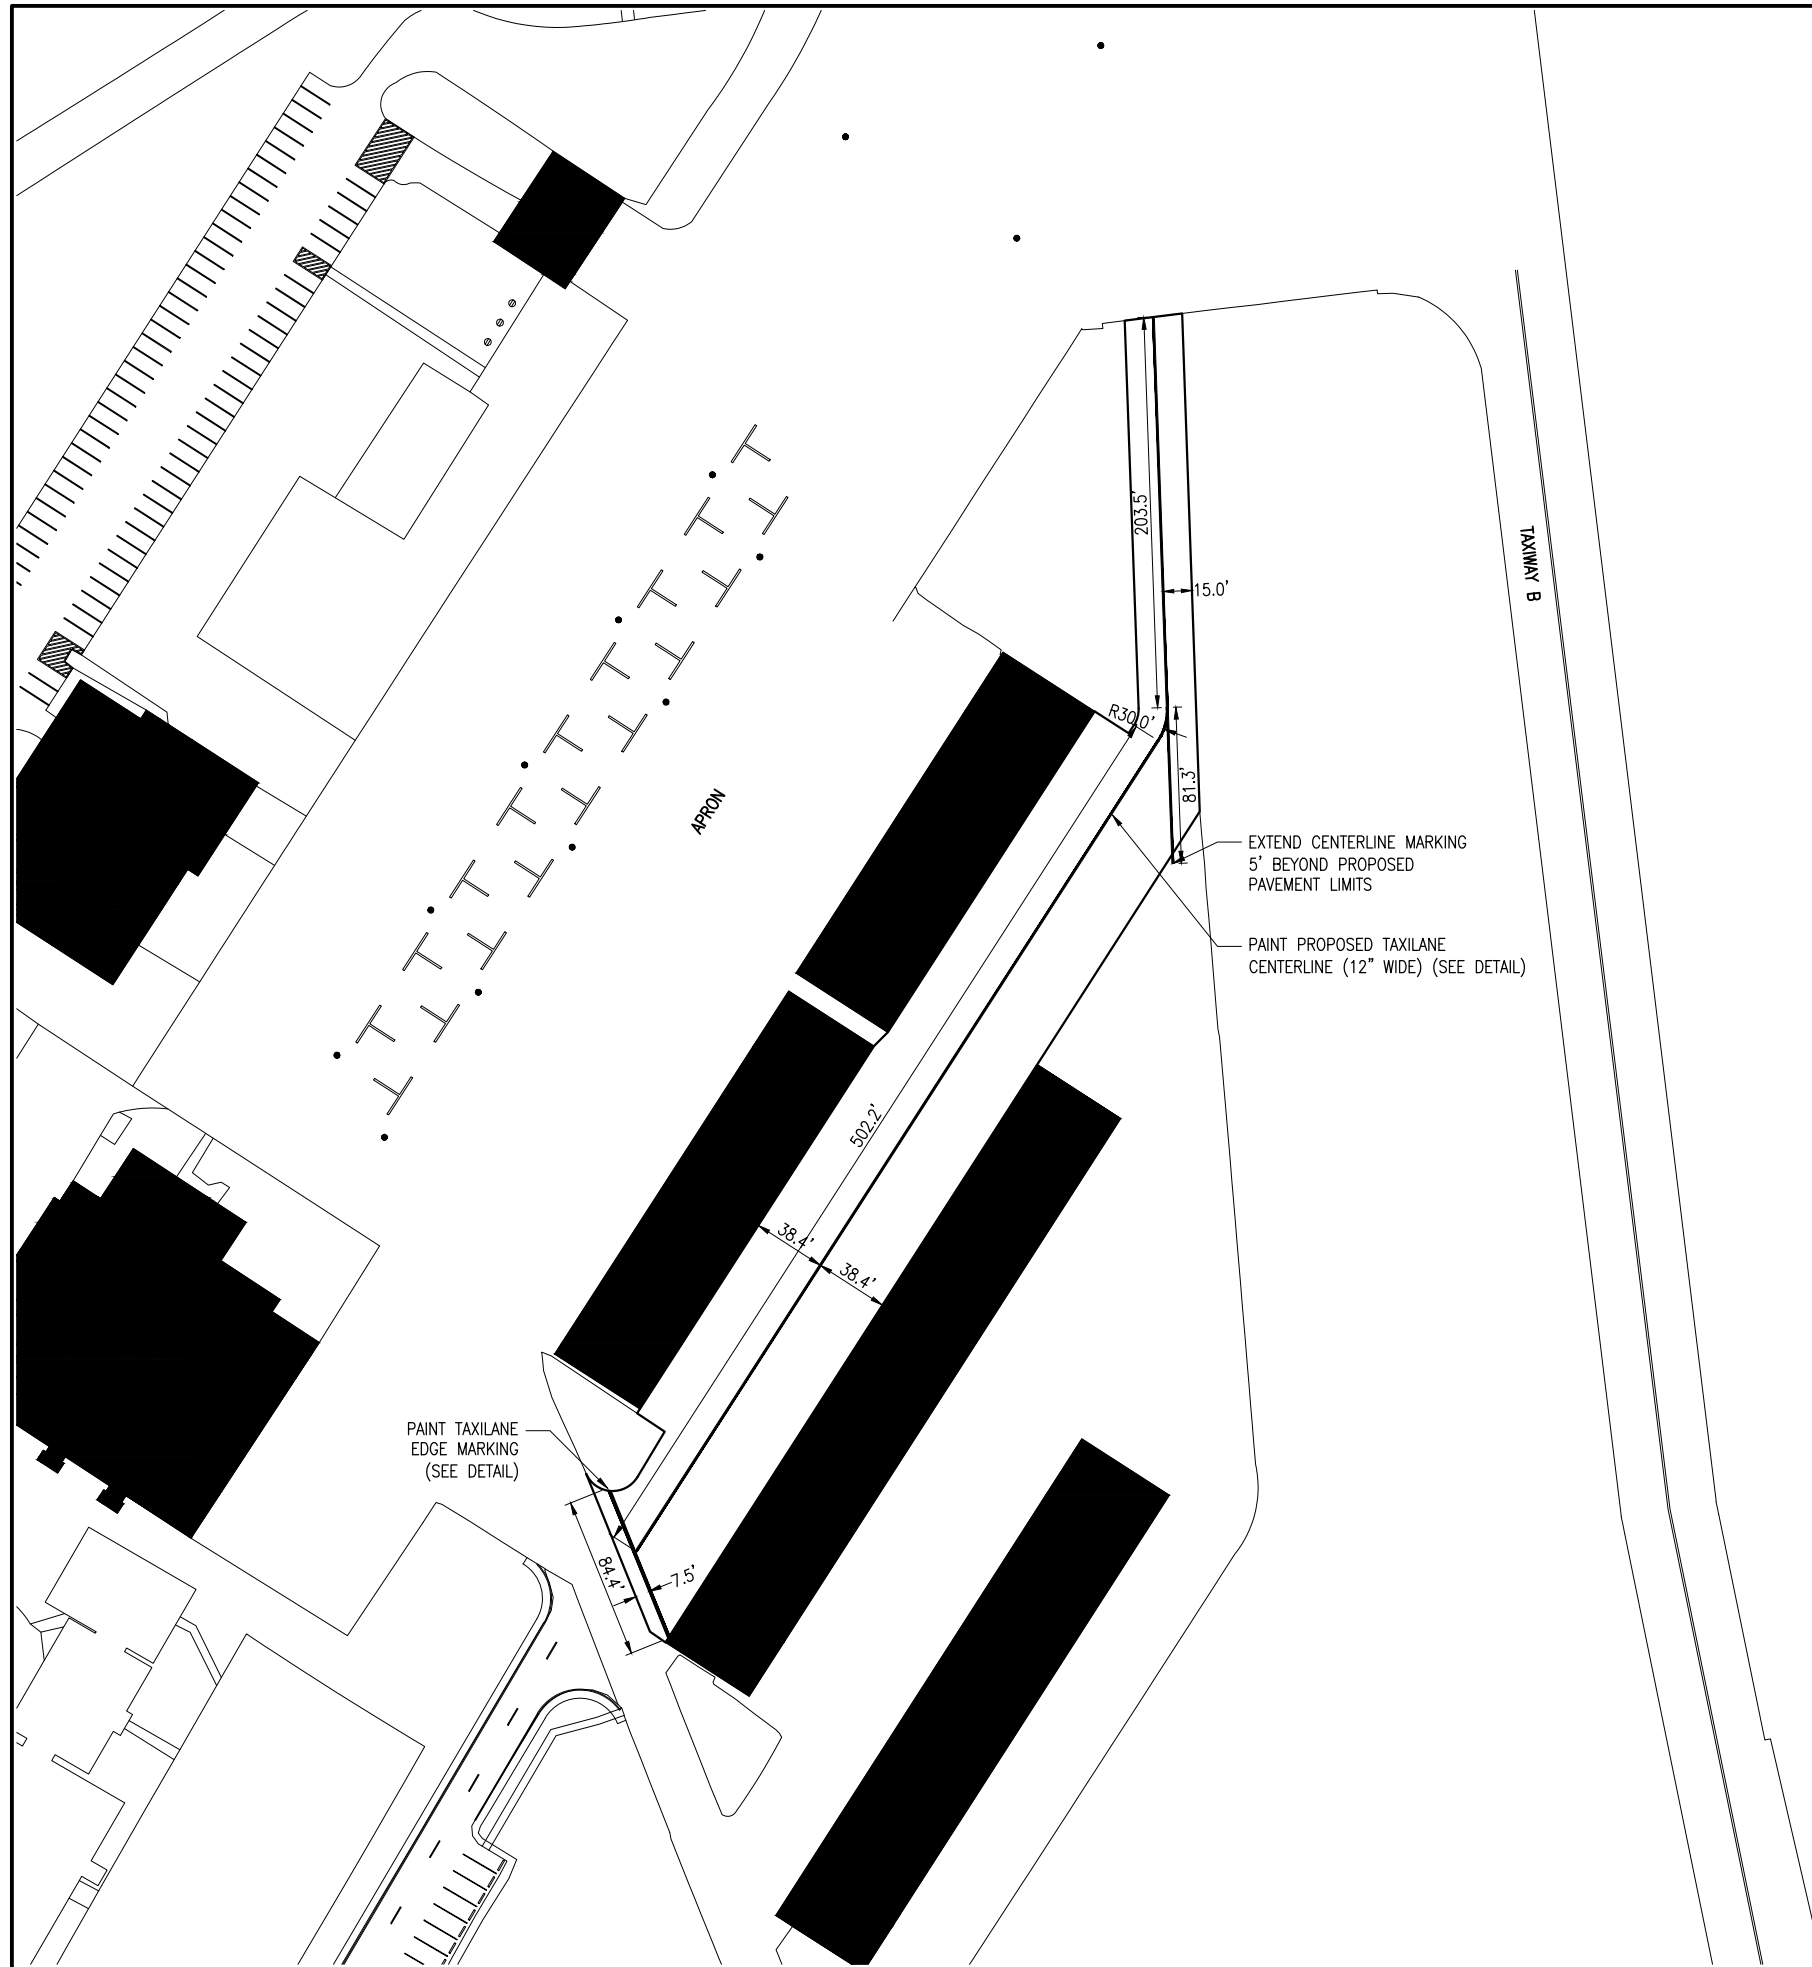 203.5'
15.0'
TAXIWAY B
R30.0'
81.3'
APRON
EXTEND CENTERLINE MARKING
5' BEYOND PROPOSED
PAVEMENT LIMITS
PAINT PROPOSED TAXILANE
CENTERLINE (12" WIDE) (SEE DETAIL)
502.2'
38.4'
38.4'
PAINT TAXILANE
EDGE MARKING
(SEE DETAIL)
84.4'
7.5'